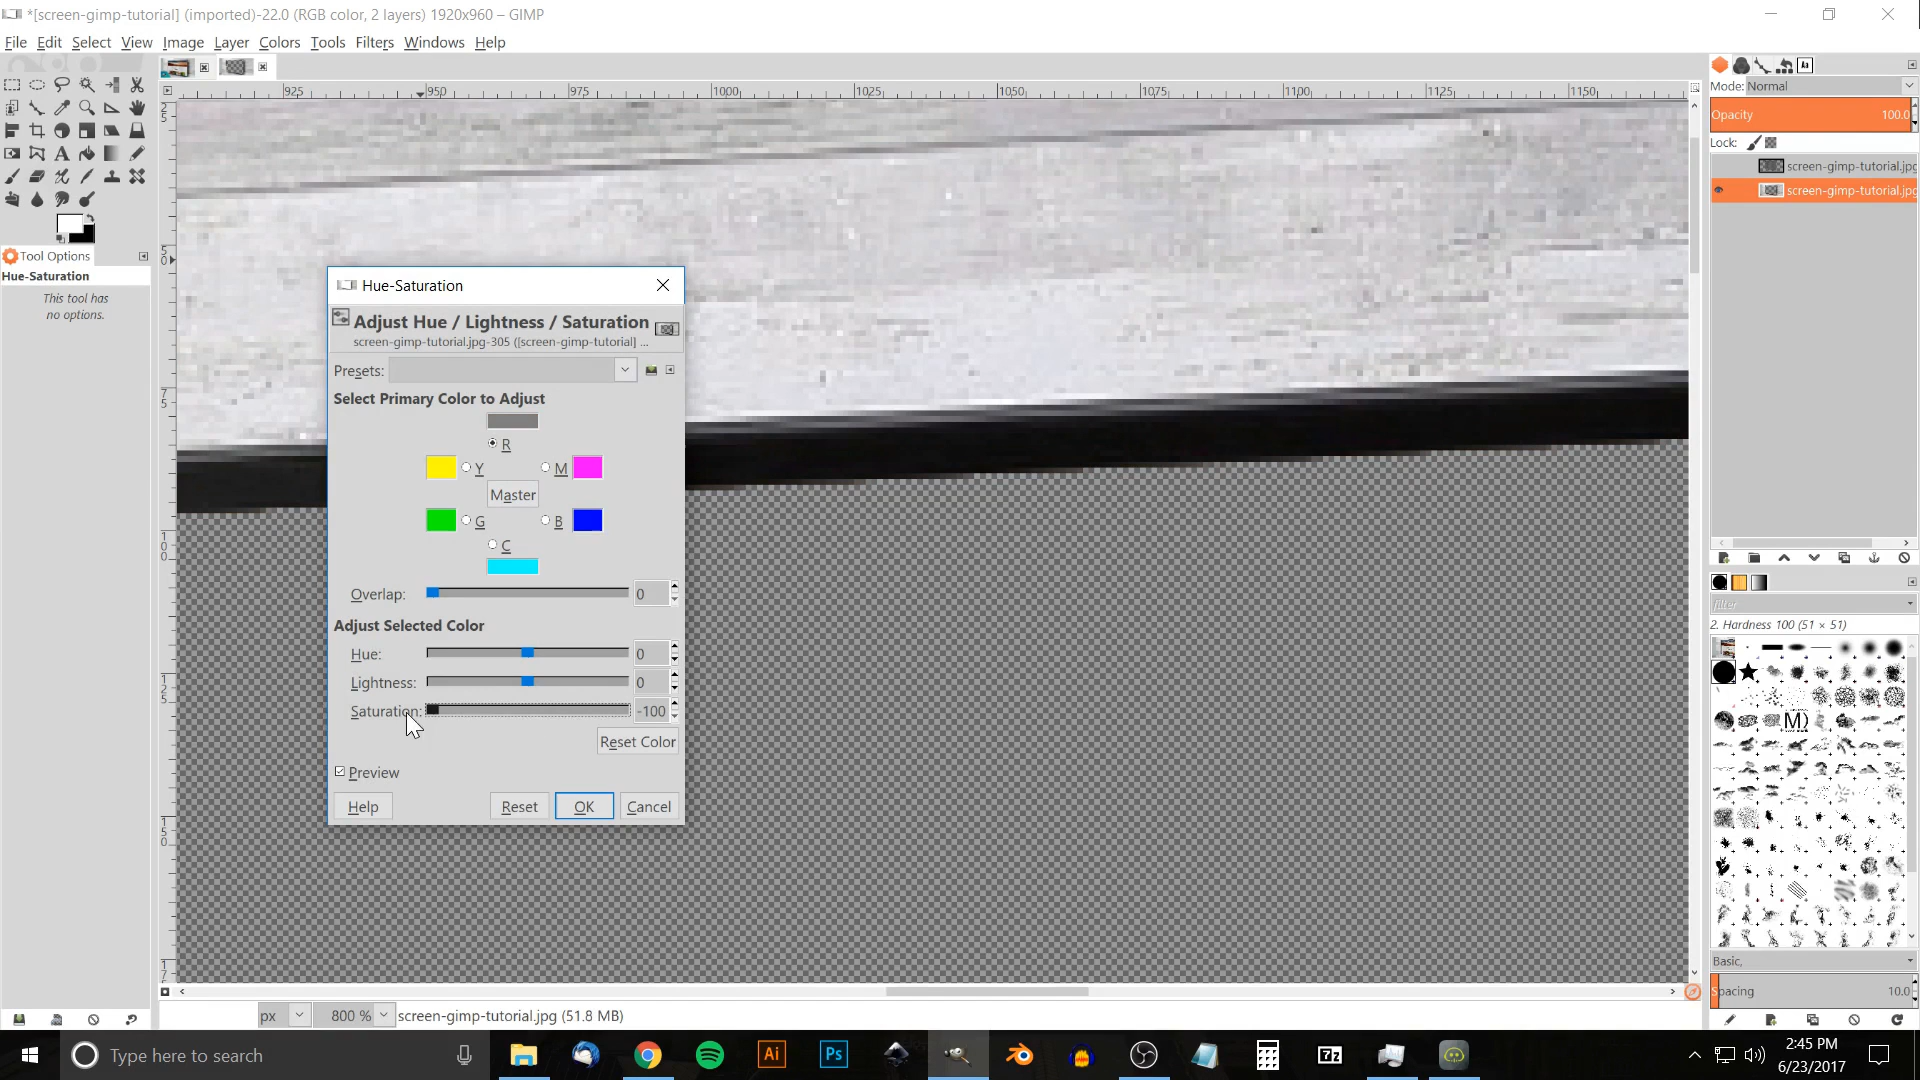 *[screen-gimp-tutorial] (imported)-22.0 (RGB color, 2 layers) 1920x960 – GIMP
File Edit Select View Image Layer Colors Tools Filters Windows Help
925 950 975 1000 1025 1050 1075 1100 1125 1150
Mode: Normal
Opacity 100.0
Lock:
screen-gimp-tutorial.jpg
screen-gimp-tutorial.jpg
Tool Options
Hue-Saturation
This tool has
no options.
Hue-Saturation
Adjust Hue / Lightness / Saturation
screen-gimp-tutorial.jpg-305 ([screen-gimp-tutorial] ...
Presets:
Select Primary Color to Adjust
R
Y M
Master
G B
C
Overlap: 0
Adjust Selected Color
Hue: 0
Lightness: 0
Saturation: -100
Reset Color
Preview
Help Reset OK Cancel
filter
2. Hardness 100 (51 × 51)
Basic,
Spacing 10.0
px 800 % screen-gimp-tutorial.jpg (51.8 MB)
Type here to search
Ai
Ps
7z
2:45 PM
6/23/2017